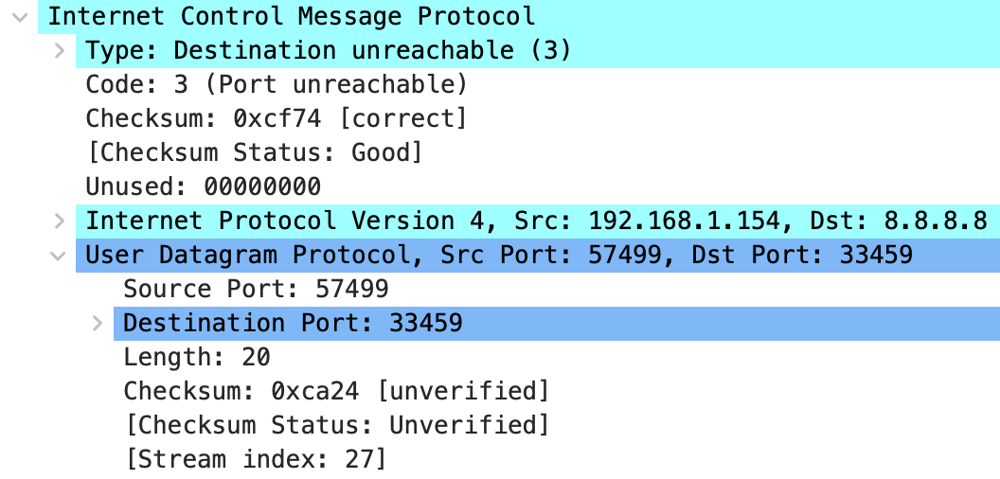 Internet Control Message Protocol
Type: Destination unreachable (3)
Code: 3 (Port unreachable)
Checksum: 0xcf74 [correct]
[Checksum Status: Good]
Unused: 00000000
Internet Protocol Version 4, Src: 192.168.1.154, Dst: 8.8.8.8
User Datagram Protocol, Src Port: 57499, Dst Port: 33459
Source Port: 57499
Destination Port: 33459
Length: 20
Checksum: 0xca24 [unverified]
[Checksum Status: Unverified]
[Stream index: 27]